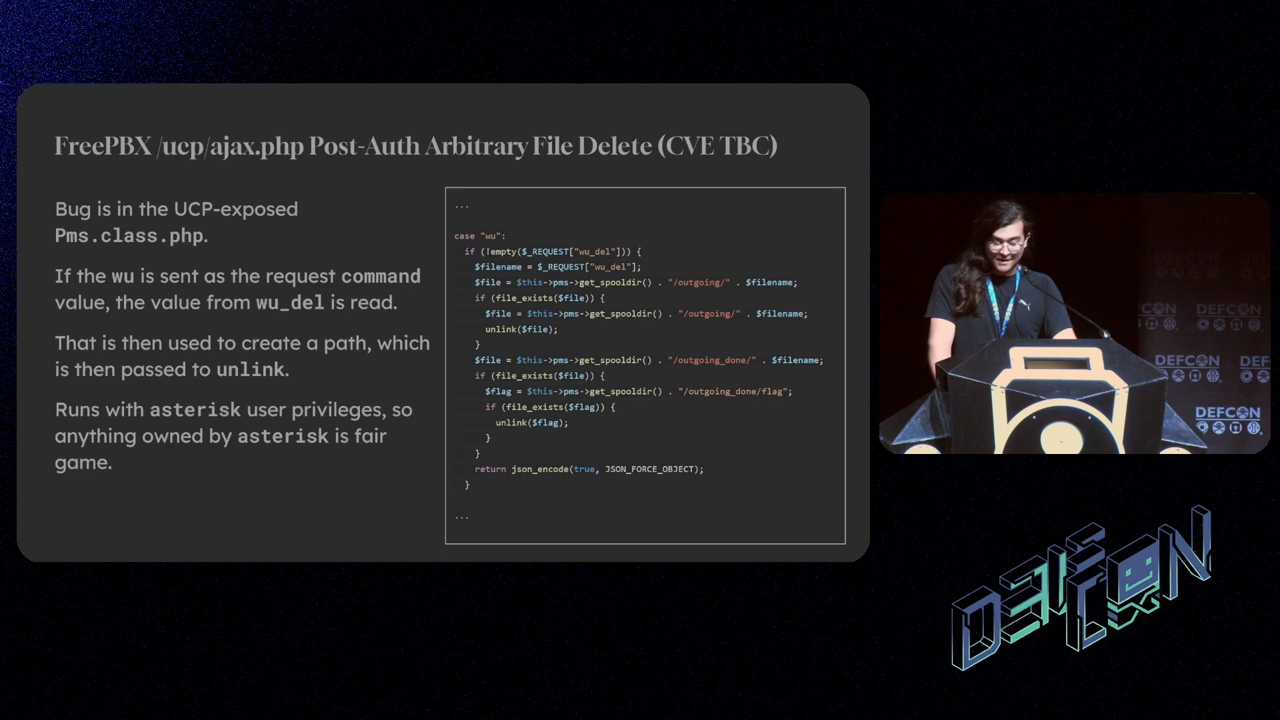 FreePBX /ucp/ajax.php Post-Auth Arbitrary File Delete (CVE TBC)
Bug is in the UCP-exposed
Pms.class.php.
If the wu is sent as the request command
value, the value from wu_del is read.
That is then used to create a path, which
is then passed to unlink.
Runs with asterisk user privileges, so
anything owned by asterisk is fair
game.
...
case "wu":
if (!empty($_REQUEST["wu_del"])) {
$filename = $_REQUEST["wu_del"];
$file = $this->pms->get_spooldir() . "/outgoing/" . $filename;
if (file_exists($file)) {
$file = $this->pms->get_spooldir() . "/outgoing/" . $filename;
unlink($file);
}
$file = $this->pms->get_spooldir() . "/outgoing_done/" . $filename;
if (file_exists($file)) {
$flag = $this->pms->get_spooldir() . "/outgoing_done/flag";
if (file_exists($flag)) {
unlink($flag);
}
}
return json_encode(true, JSON_FORCE_OBJECT);
}
...
DEFCON
DEFCON
DEFCON
DEFCON
DEFCON